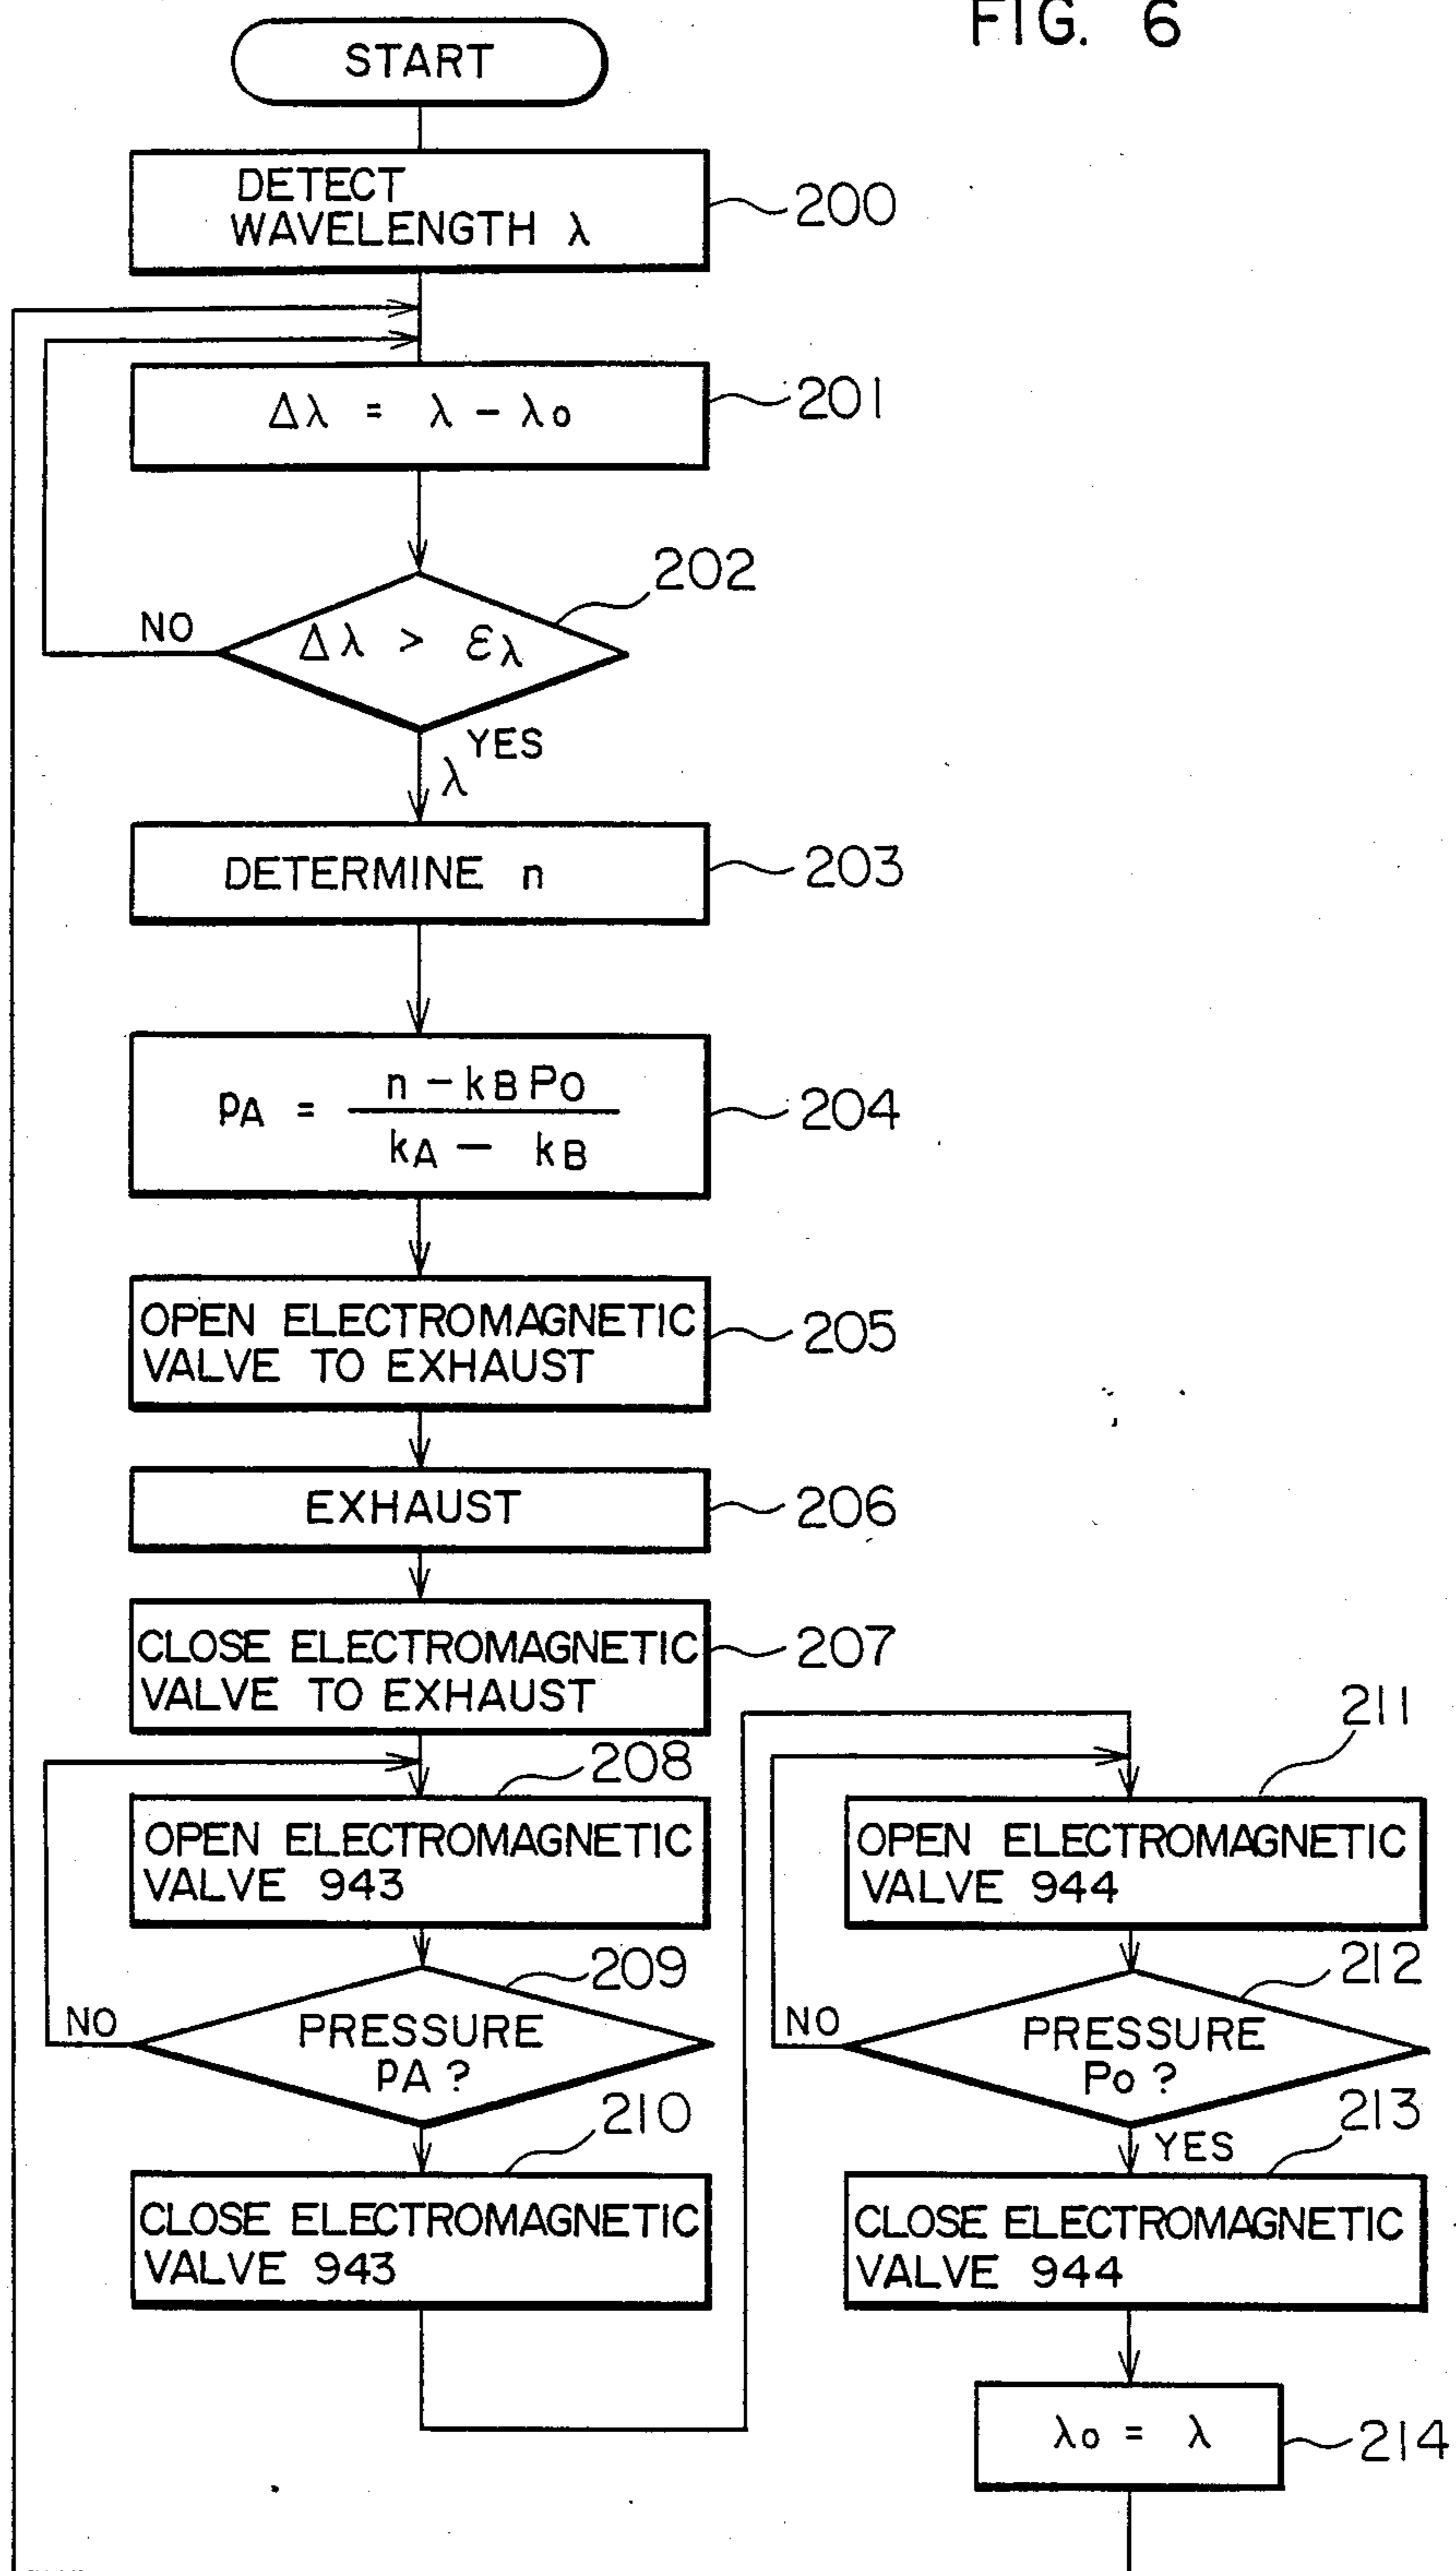 FIG. 6
START
DETECT
WAVELENGTH λ
200
Δλ = λ - λo
201
202
Δλ > ελ
NO
YES
λ
DETERMINE n
203
pA = n - kB Po / kA - kB
204
OPEN ELECTROMAGNETIC
VALVE TO EXHAUST
205
EXHAUST
206
CLOSE ELECTROMAGNETIC
VALVE TO EXHAUST
207
208
OPEN ELECTROMAGNETIC
VALVE 943
209
NO
PRESSURE
pA ?
210
CLOSE ELECTROMAGNETIC
VALVE 943
211
OPEN ELECTROMAGNETIC
VALVE 944
212
NO
PRESSURE
Po ?
213
YES
CLOSE ELECTROMAGNETIC
VALVE 944
λo = λ
214